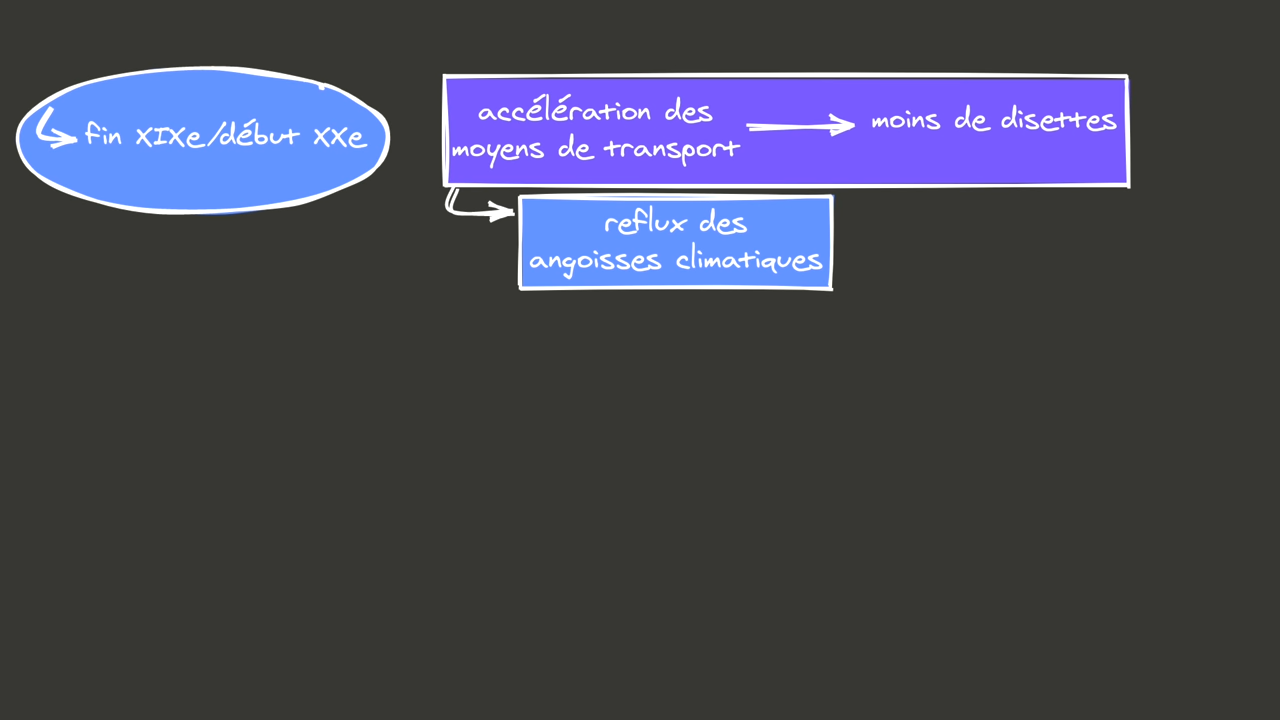 fin XIXe/début XXe
accélération des
moyens de transport
moins de disettes
reflux des
angoisses climatiques